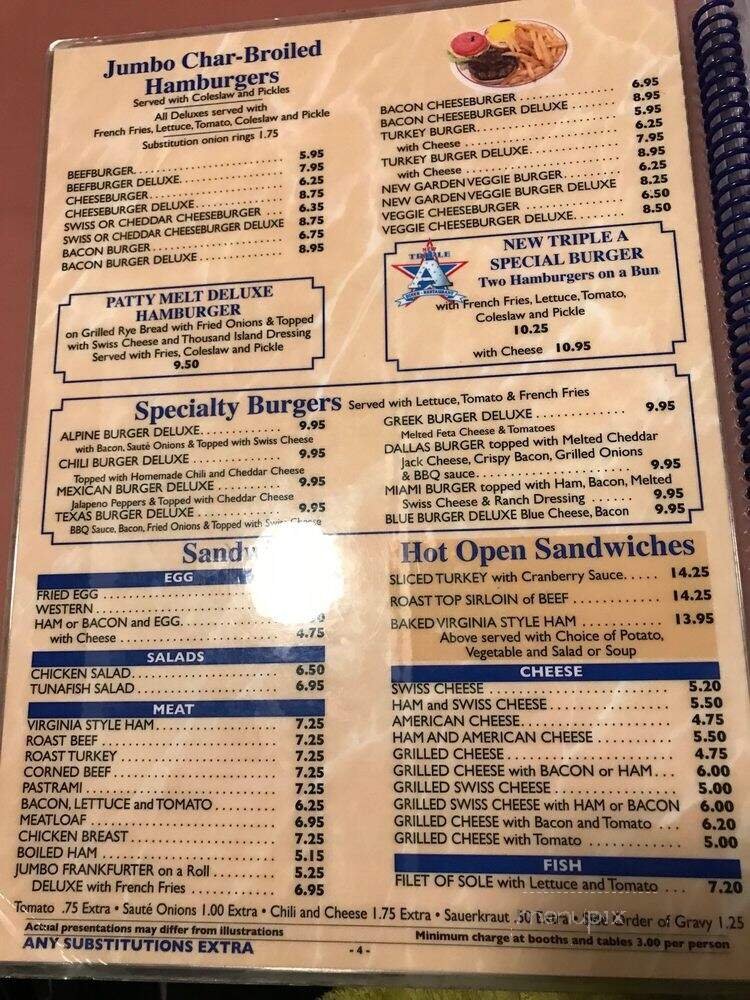 Jumbo Char-Broiled
Hamburgers
Served with Coleslaw and Pickles
All Deluxes served with
French Fries, Lettuce, Tomato, Coleslaw and Pickle
Substitution onion rings 1.75
BEEFBURGER 5.95
BEEFBURGER DELUXE 7.95
CHEESEBURGER 6.25
CHEESEBURGER DELUXE 8.75
SWISS OR CHEDDAR CHEESEBURGER 6.35
SWISS OR CHEDDAR CHEESEBURGER DELUXE 8.75
BACON BURGER 6.75
BACON BURGER DELUXE 8.95
BACON CHEESEBURGER 6.95
BACON CHEESEBURGER DELUXE 8.95
TURKEY BURGER 5.95
with Cheese 6.25
TURKEY BURGER DELUXE 7.95
with Cheese 8.95
NEW GARDEN VEGGIE BURGER 6.25
NEW GARDEN VEGGIE BURGER DELUXE 8.25
VEGGIE CHEESEBURGER 6.50
VEGGIE CHEESEBURGER DELUXE 8.50
PATTY MELT DELUXE
HAMBURGER
on Grilled Rye Bread with Fried Onions & Topped
with Swiss Cheese and Thousand Island Dressing
Served with Fries, Coleslaw and Pickle
9.50
NEW
TRIPLE
A
DINER - RESTAURANT
NEW TRIPLE A
SPECIAL BURGER
Two Hamburgers on a Bun
with French Fries, Lettuce, Tomato,
Coleslaw and Pickle
10.25
with Cheese 10.95
Specialty Burgers Served with Lettuce, Tomato & French Fries
ALPINE BURGER DELUXE 9.95
with Bacon, Sauté Onions & Topped with Swiss Cheese
CHILI BURGER DELUXE 9.95
Topped with Homemade Chili and Cheddar Cheese
MEXICAN BURGER DELUXE 9.95
Jalapeno Peppers & Topped with Cheddar Cheese
TEXAS BURGER DELUXE 9.95
BBQ Sauce, Bacon, Fried Onions & Topped with Swiss Cheese
GREEK BURGER DELUXE 9.95
Melted Feta Cheese & Tomatoes
DALLAS BURGER topped with Melted Cheddar
Jack Cheese, Crispy Bacon, Grilled Onions
& BBQ sauce 9.95
MIAMI BURGER topped with Ham, Bacon, Melted
Swiss Cheese & Ranch Dressing 9.95
BLUE BURGER DELUXE Blue Cheese, Bacon 9.95
Sandw
EGG
FRIED EGG
WESTERN
HAM or BACON and EGG
with Cheese 4.75
SALADS
CHICKEN SALAD 6.50
TUNAFISH SALAD 6.95
MEAT
VIRGINIA STYLE HAM 7.25
ROAST BEEF 7.25
ROAST TURKEY 7.25
CORNED BEEF 7.25
PASTRAMI 7.25
BACON, LETTUCE and TOMATO 6.25
MEATLOAF 6.95
CHICKEN BREAST 7.25
BOILED HAM 5.15
JUMBO FRANKFURTER on a Roll 5.25
DELUXE with French Fries 6.95
Hot Open Sandwiches
SLICED TURKEY with Cranberry Sauce 14.25
ROAST TOP SIRLOIN of BEEF 14.25
BAKED VIRGINIA STYLE HAM 13.95
Above served with Choice of Potato,
Vegetable and Salad or Soup
CHEESE
SWISS CHEESE 5.20
HAM and SWISS CHEESE 5.50
AMERICAN CHEESE 4.75
HAM AND AMERICAN CHEESE 5.50
GRILLED CHEESE 4.75
GRILLED CHEESE with BACON or HAM 6.00
GRILLED SWISS CHEESE 5.00
GRILLED SWISS CHEESE with HAM or BACON 6.00
GRILLED CHEESE with Bacon and Tomato 6.20
GRILLED CHEESE with Tomato 5.00
FISH
FILET OF SOLE with Lettuce and Tomato 7.20
Tomato .75 Extra • Sauté Onions 1.00 Extra • Chili and Cheese 1.75 Extra • Sauerkraut .50 Extra • Side Order of Gravy 1.25
Actual presentations may differ from illustrations
ANY SUBSTITUTIONS EXTRA
- 4 -
Minimum charge at booths and tables 3.00 per person
menupix